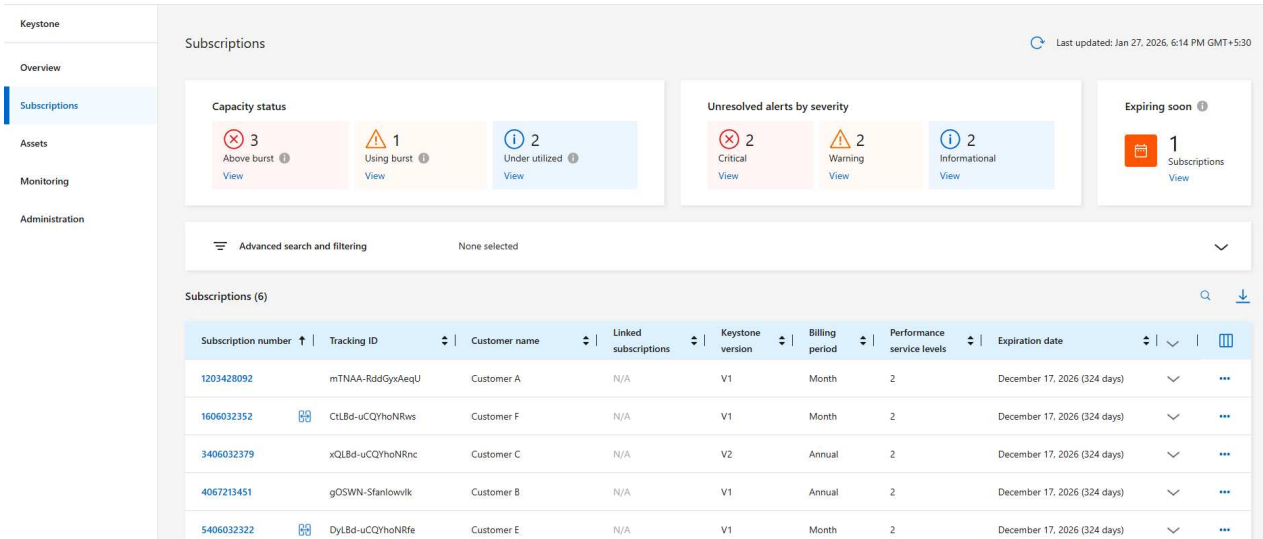 Keystone
Overview
Subscriptions
Assets
Monitoring
Administration
Subscriptions
Last updated: Jan 27, 2026, 6:14 PM GMT+5:30
Capacity status
3
Above burst
View
1
Using burst
View
2
Under utilized
View
Unresolved alerts by severity
2
Critical
View
2
Warning
View
2
Informational
View
Expiring soon
1
Subscriptions
View
Advanced search and filtering None selected
Subscriptions (6)
Subscription number Tracking ID Customer name Linked subscriptions Keystone version Billing period Performance service levels Expiration date
1203428092 mTNAA-RddGyxAeqU Customer A N/A V1 Month 2 December 17, 2026 (324 days)
1606032352 CtLBd-uCQYhoNRws Customer F N/A V1 Month 2 December 17, 2026 (324 days)
3406032379 xQLBd-uCQYhoNRnc Customer C N/A V2 Annual 2 December 17, 2026 (324 days)
4067213451 gOSWN-Sfanlowvlk Customer B N/A V1 Annual 2 December 17, 2026 (324 days)
5406032322 DyLBd-uCQYhoNRfe Customer E N/A V1 Month 2 December 17, 2026 (324 days)